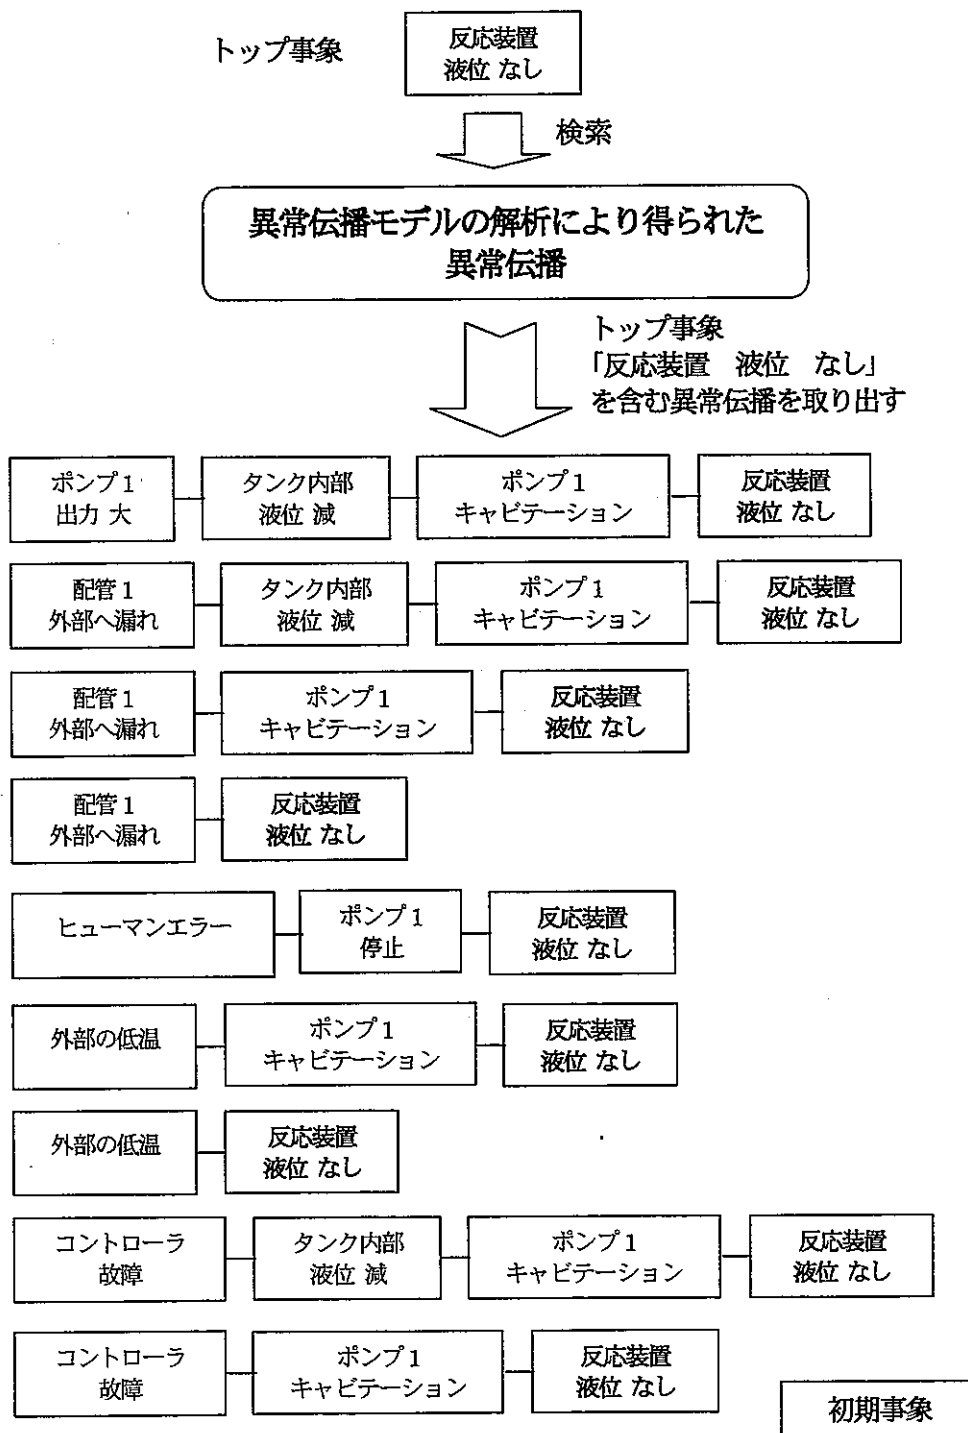 トップ事象
反応装置
液位 なし
検索
異常伝播モデルの解析により得られた
異常伝播
トップ事象
「反応装置 液位 なし」
を含む異常伝播を取り出す
ポンプ1
出力 大
タンク内部
液位 減
ポンプ1
キャビテーション
反応装置
液位 なし
配管1
外部へ漏れ
タンク内部
液位 減
ポンプ1
キャビテーション
反応装置
液位 なし
配管1
外部へ漏れ
ポンプ1
キャビテーション
反応装置
液位 なし
配管1
外部へ漏れ
反応装置
液位 なし
ヒューマンエラー
ポンプ1
停止
反応装置
液位 なし
外部の低温
ポンプ1
キャビテーション
反応装置
液位 なし
外部の低温
反応装置
液位 なし
コントローラ
故障
タンク内部
液位 減
ポンプ1
キャビテーション
反応装置
液位 なし
コントローラ
故障
ポンプ1
キャビテーション
反応装置
液位 なし
初期事象